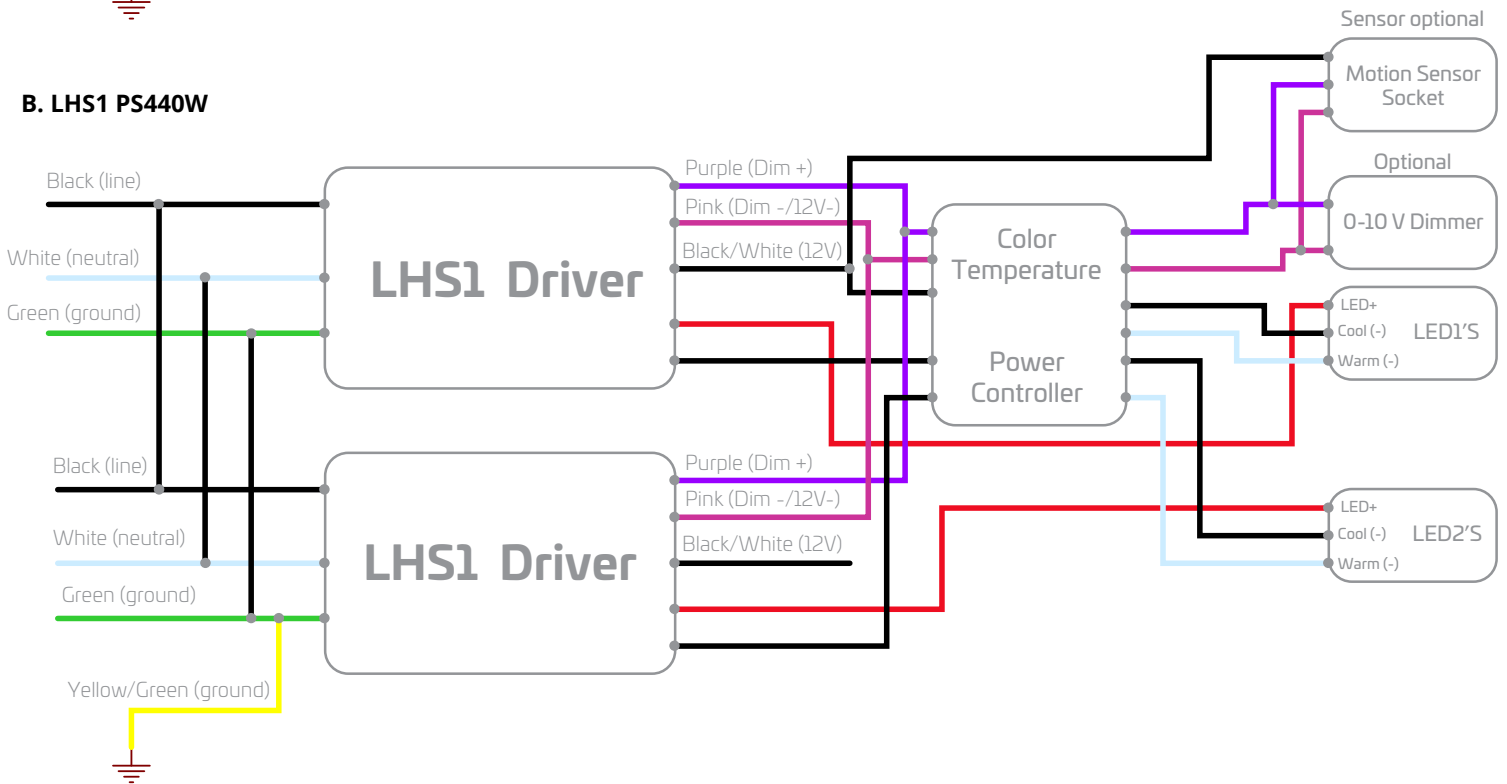 Sensor optional
Motion Sensor
Socket
B. LHS1 PS440W
Optional
0-10 V Dimmer
Black (line)
White (neutral)
Green (ground)
LHS1 Driver
Purple (Dim +)
Pink (Dim -/12V-)
Black/White (12V)
Color
Temperature
Power
Controller
LED+
Cool (-)
Warm (-)
LED1'S
Black (line)
White (neutral)
Green (ground)
LHS1 Driver
Purple (Dim +)
Pink (Dim -/12V-)
Black/White (12V)
LED+
Cool (-)
Warm (-)
LED2'S
Yellow/Green (ground)